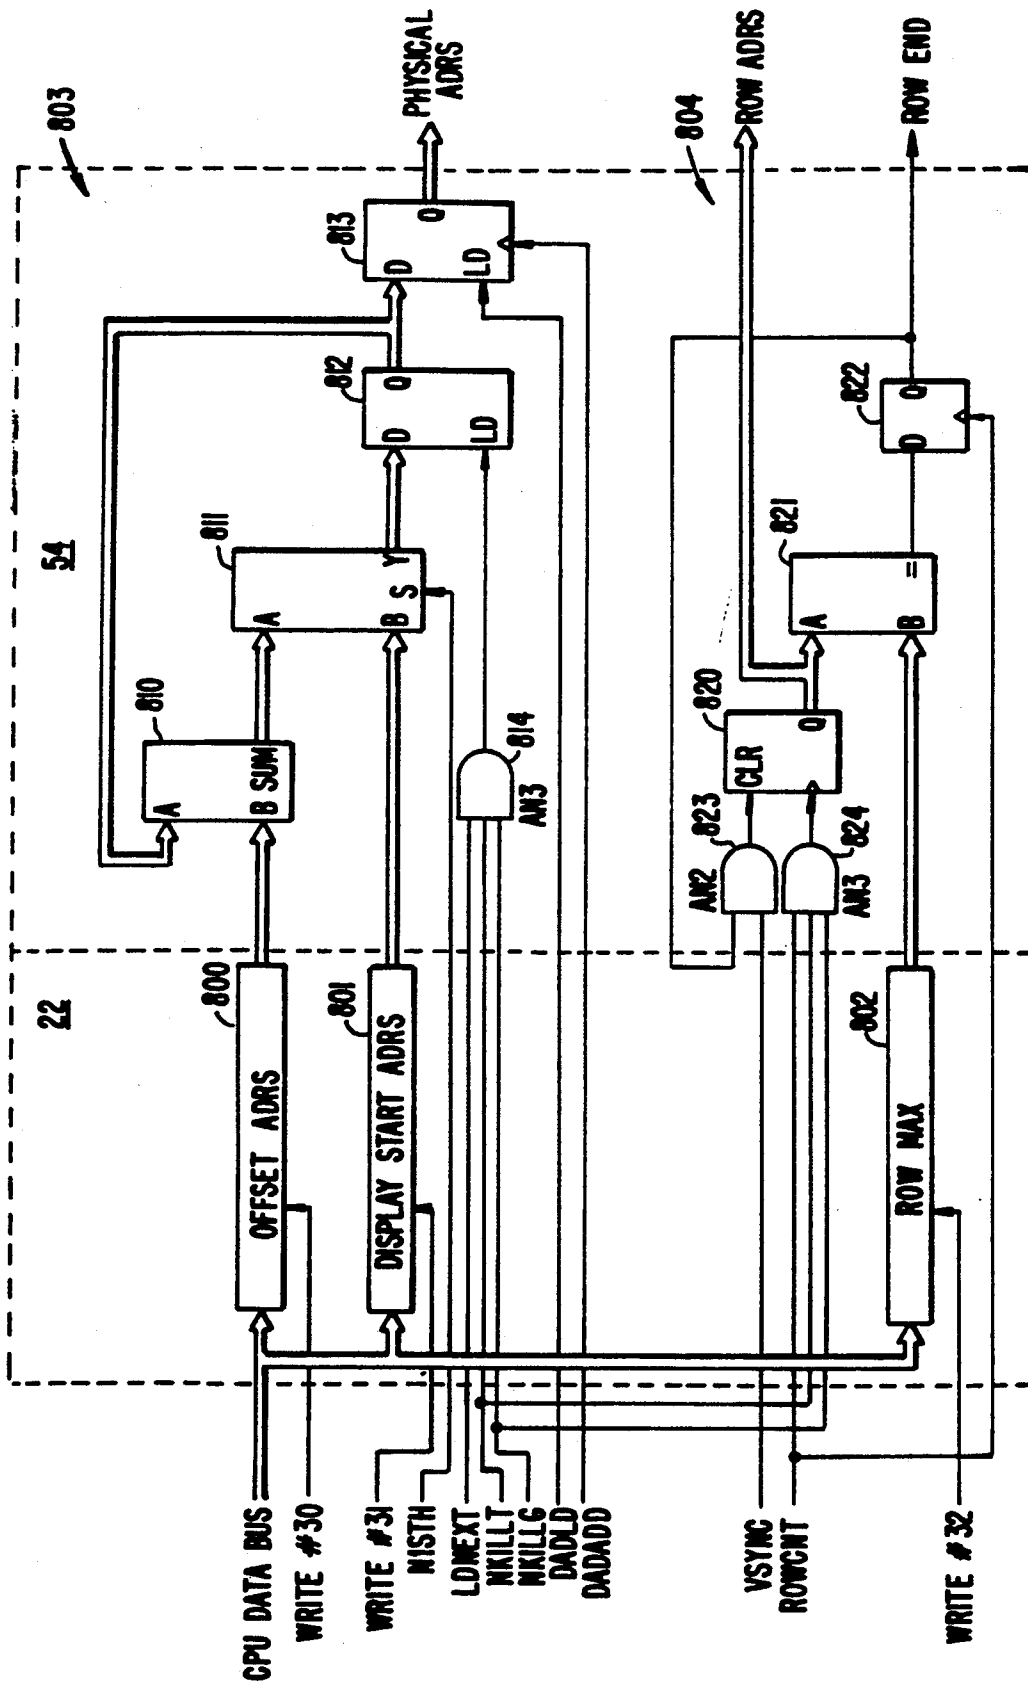 CPU DATA BUS
WRITE #30
WRITE #31
N1STH
LDNEXT
NKILLT
NKILLG
DADLD
DADADD
VSYNC
ROWCNT
WRITE #32
22
OFFSET ADRS
800
DISPLAY START ADRS
801
ROW MAX
802
54
803
810
A
B SUM
811
A
B
S
Y
812
D
Q
LD
813
D
Q
LD
PHYSICAL
ADRS
AN3
814
804
AN2
823
AN3
824
820
CLR
Q
821
A
B
=
822
D
Q
ROW ADRS
ROW END